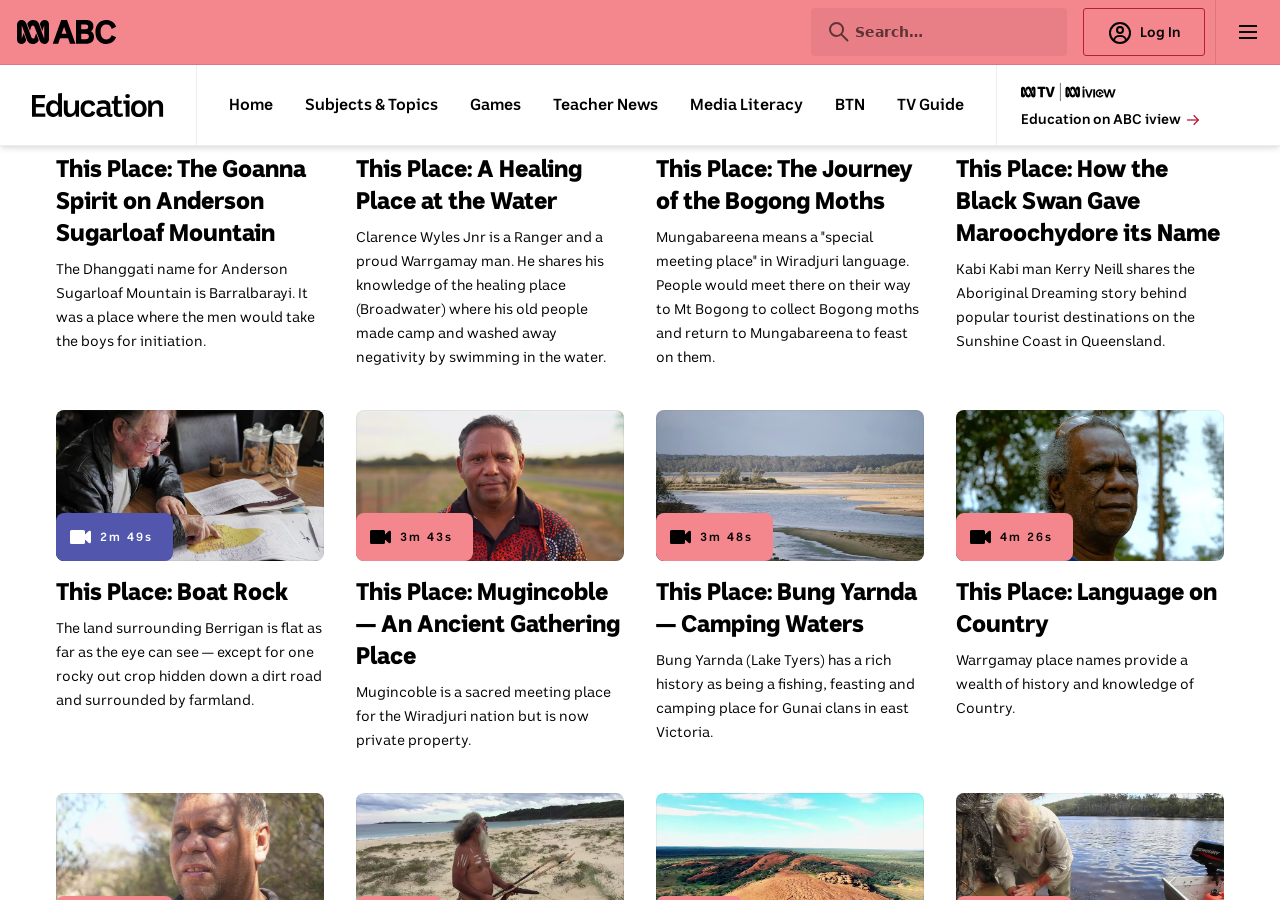 ABC
Search...
Log In
Education
Home
Subjects & Topics
Games
Teacher News
Media Literacy
BTN
TV Guide
TV
iview
Education on ABC iview
This Place: The Goanna
Spirit on Anderson
Sugarloaf Mountain
The Dhanggati name for Anderson
Sugarloaf Mountain is Barralbarayi. It
was a place where the men would take
the boys for initiation.
This Place: A Healing
Place at the Water
Clarence Wyles Jnr is a Ranger and a
proud Warrgamay man. He shares his
knowledge of the healing place
(Broadwater) where his old people
made camp and washed away
negativity by swimming in the water.
This Place: The Journey
of the Bogong Moths
Mungabareena means a "special
meeting place" in Wiradjuri language.
People would meet there on their way
to Mt Bogong to collect Bogong moths
and return to Mungabareena to feast
on them.
This Place: How the
Black Swan Gave
Maroochydore its Name
Kabi Kabi man Kerry Neill shares the
Aboriginal Dreaming story behind
popular tourist destinations on the
Sunshine Coast in Queensland.
2m 49s
This Place: Boat Rock
The land surrounding Berrigan is flat as
far as the eye can see — except for one
rocky out crop hidden down a dirt road
and surrounded by farmland.
3m 43s
This Place: Mugincoble
— An Ancient Gathering
Place
Mugincoble is a sacred meeting place
for the Wiradjuri nation but is now
private property.
3m 48s
This Place: Bung Yarnda
— Camping Waters
Bung Yarnda (Lake Tyers) has a rich
history as being a fishing, feasting and
camping place for Gunai clans in east
Victoria.
4m 26s
This Place: Language on
Country
Warrgamay place names provide a
wealth of history and knowledge of
Country.